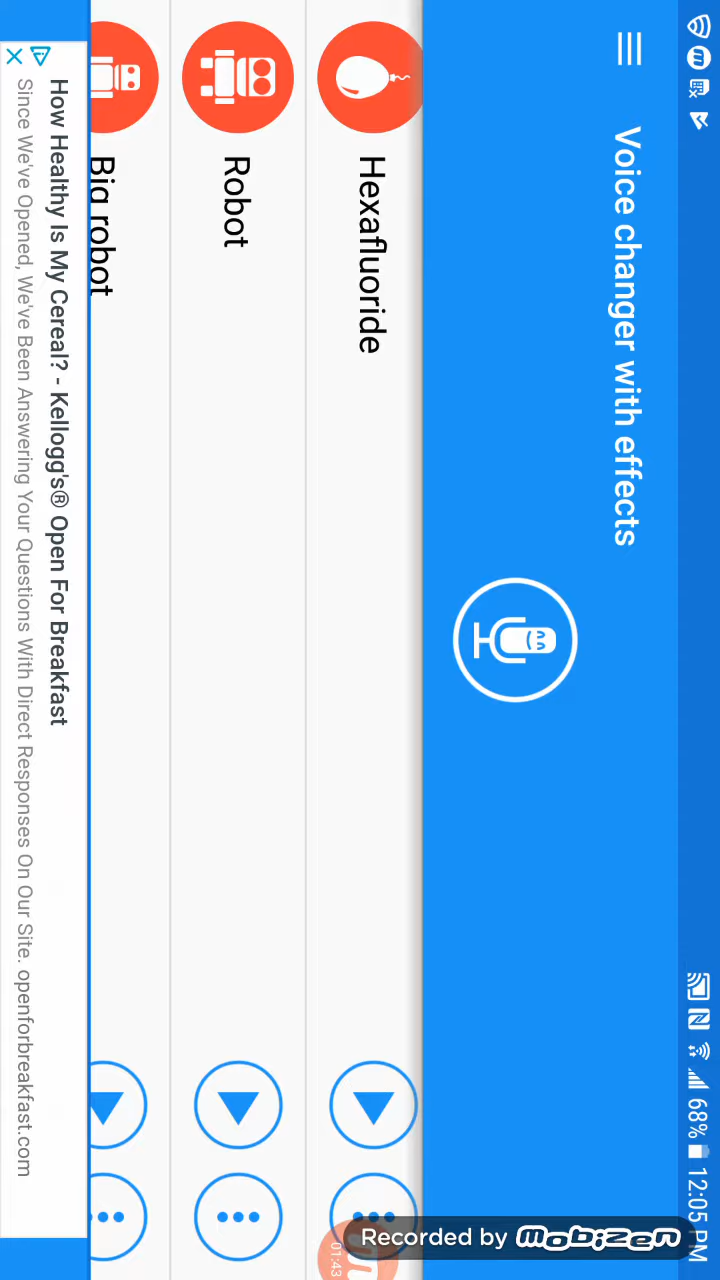 68% 12:05 PM
Voice changer with effects
Hexafluoride
Robot
Big robot
How Healthy Is My Cereal? - Kellogg's® Open For Breakfast
Since We've Opened, We've Been Answering Your Questions With Direct Responses On Our Site. openforbreakfast.com
01:43
Recorded by mobizen